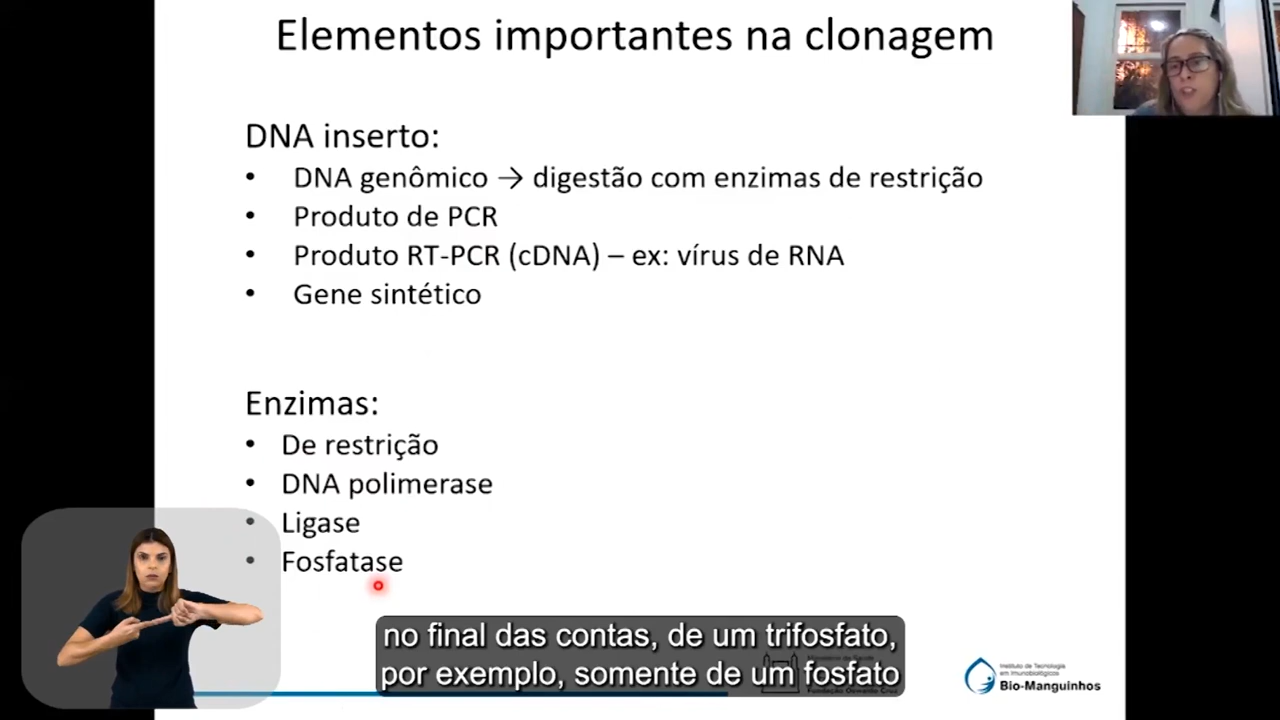 Elementos importantes na clonagem
DNA inserto:
• DNA genômico → digestão com enzimas de restrição
• Produto de PCR
• Produto RT-PCR (cDNA) – ex: vírus de RNA
• Gene sintético
Enzimas:
• De restrição
• DNA polimerase
• Ligase
• Fosfatase
no final das contas, de um trifosfato,
por exemplo, somente de um fosfato
Instituto de Tecnologia
em Imunobiológicos
Bio-Manguinhos